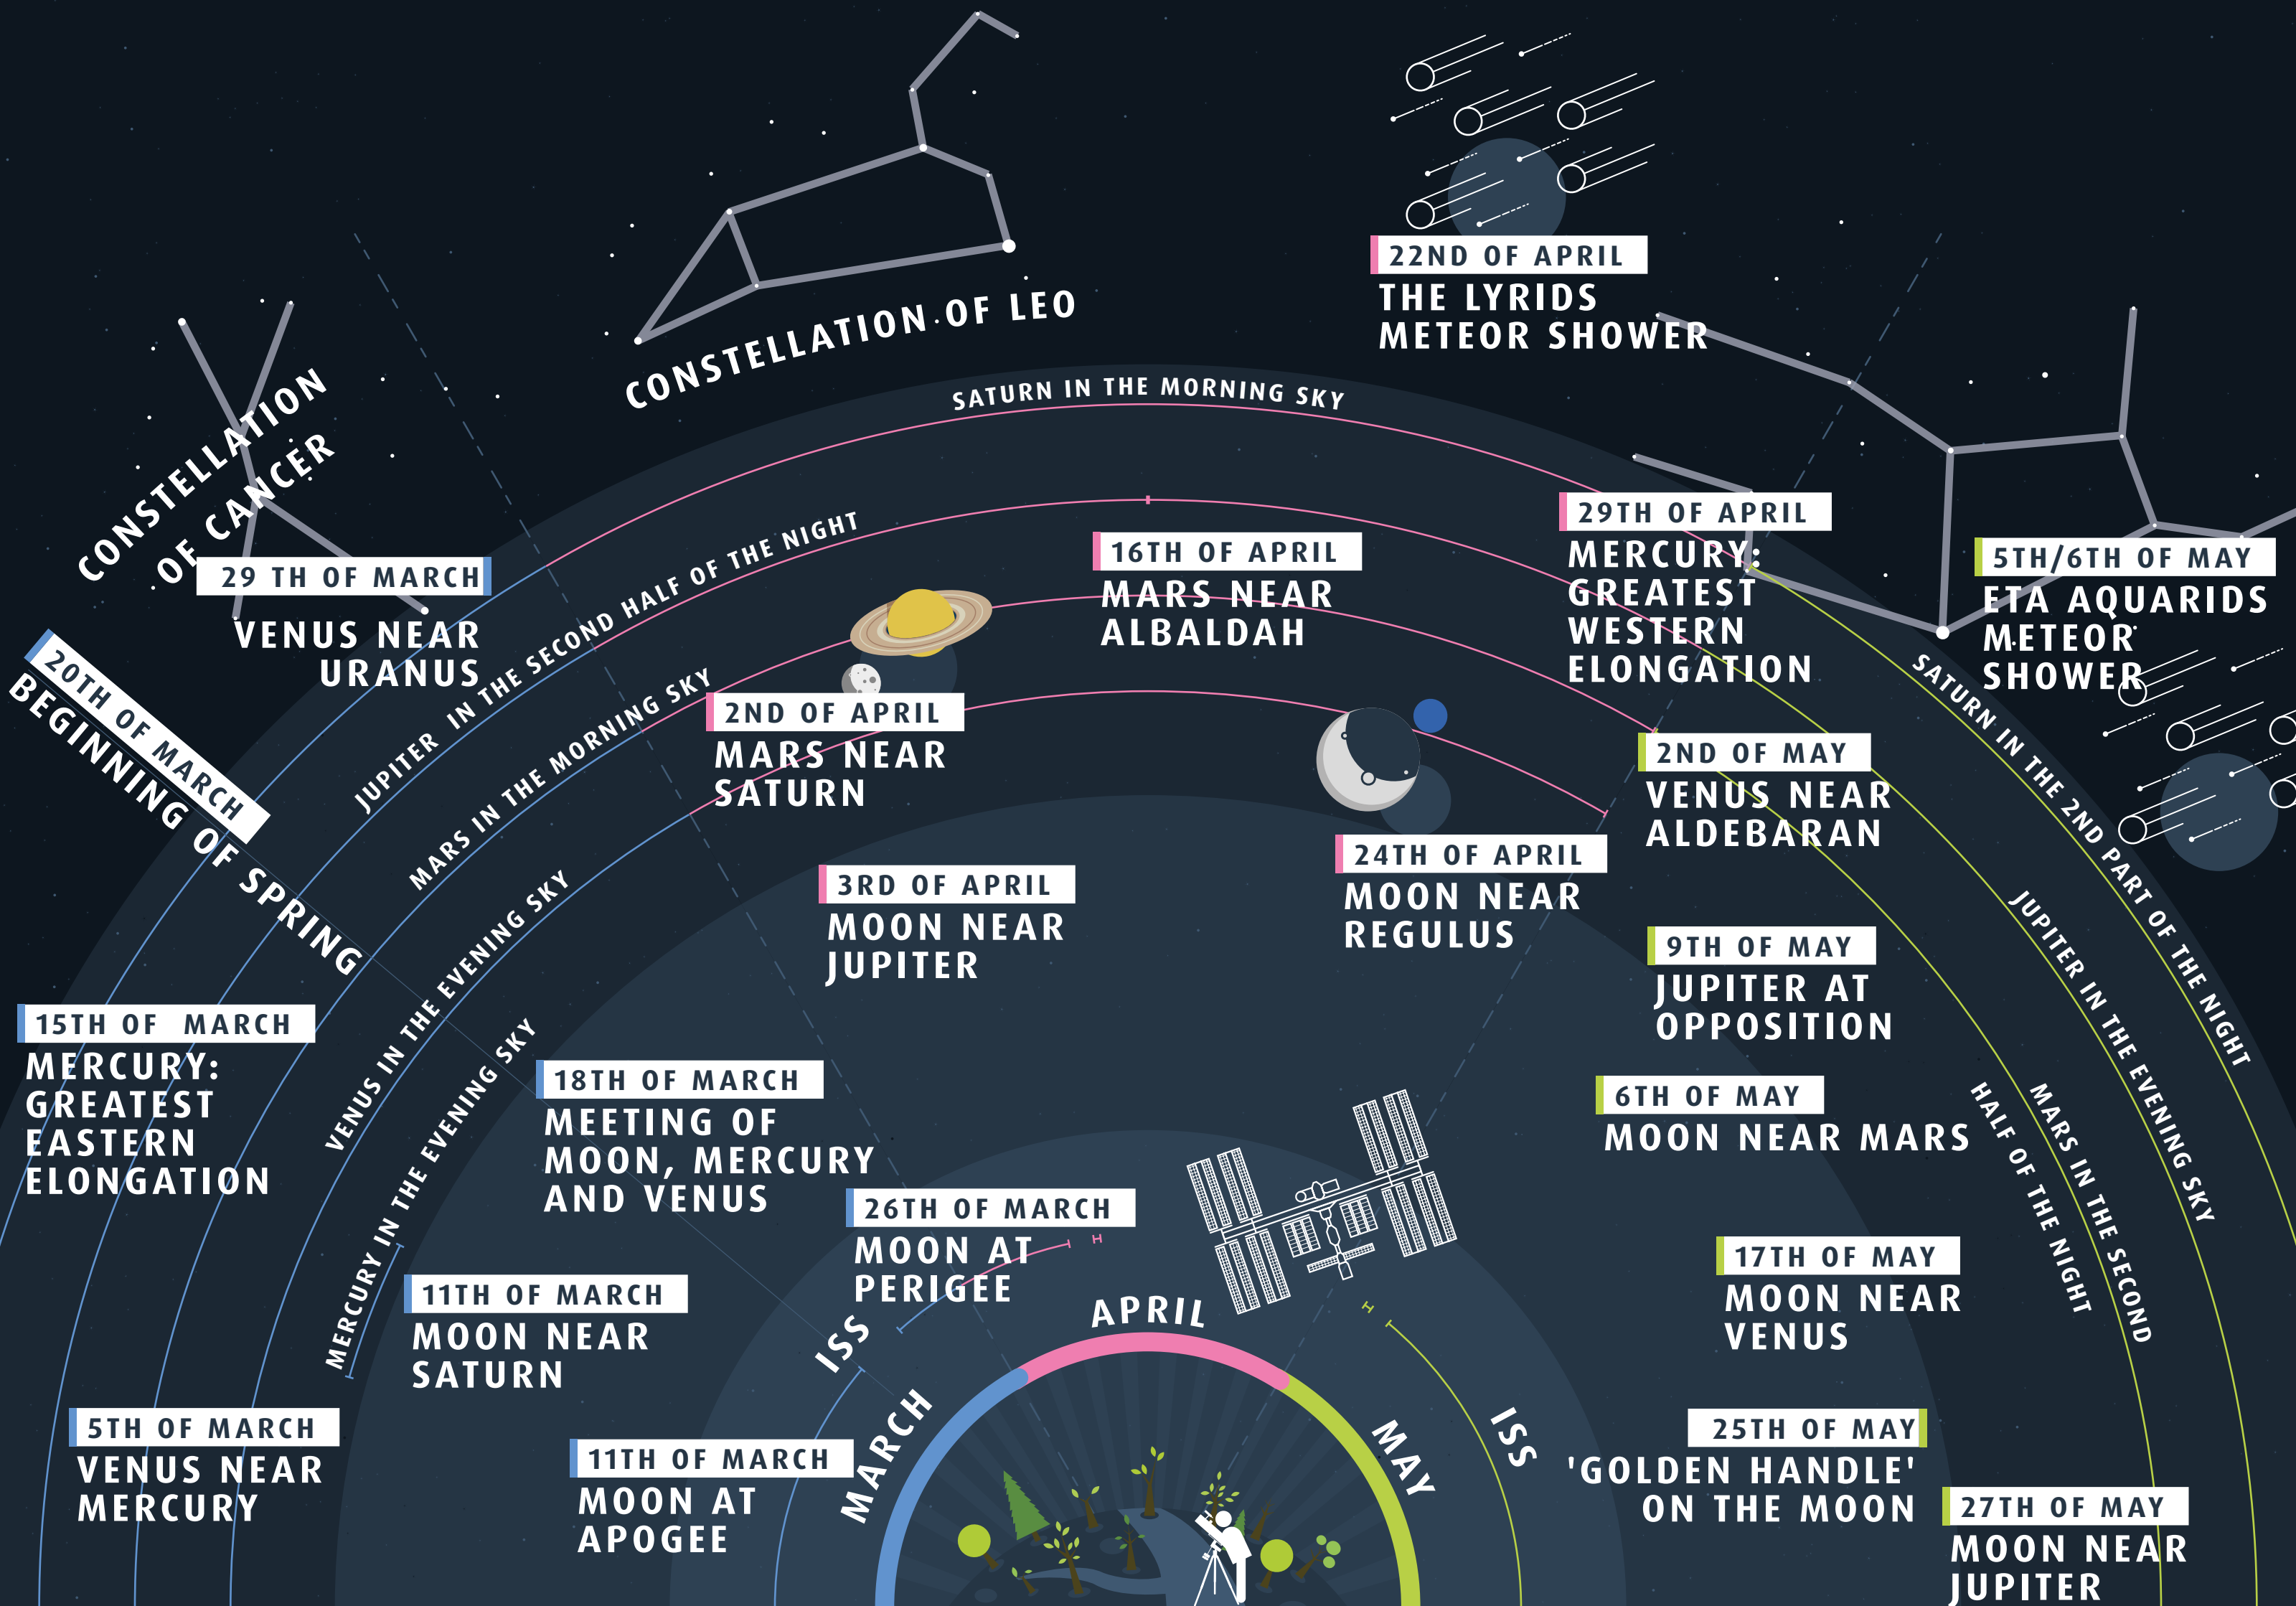 22ND OF APRIL
THE LYRIDS
METEOR SHOWER
CONSTELLATION OF LEO
CONSTELLATION
OF CANCER
SATURN IN THE MORNING SKY
JUPITER IN THE SECOND HALF OF THE NIGHT
MARS IN THE MORNING SKY
VENUS IN THE EVENING SKY
MERCURY IN THE EVENING SKY
29 TH OF MARCH
VENUS NEAR
URANUS
20TH OF MARCH
BEGINNING OF SPRING
16TH OF APRIL
MARS NEAR
ALBALDAH
29TH OF APRIL
MERCURY:
GREATEST
WESTERN
ELONGATION
5TH/6TH OF MAY
ETA AQUARIDS
METEOR
SHOWER
2ND OF APRIL
MARS NEAR
SATURN
2ND OF MAY
VENUS NEAR
ALDEBARAN
SATURN IN THE 2ND PART OF THE NIGHT
JUPITER IN THE EVENING SKY
MARS IN THE SECOND
HALF OF THE NIGHT
3RD OF APRIL
MOON NEAR
JUPITER
24TH OF APRIL
MOON NEAR
REGULUS
9TH OF MAY
JUPITER AT
OPPOSITION
15TH OF MARCH
MERCURY:
GREATEST
EASTERN
ELONGATION
18TH OF MARCH
MEETING OF
MOON, MERCURY
AND VENUS
6TH OF MAY
MOON NEAR MARS
26TH OF MARCH
MOON AT
PERIGEE
17TH OF MAY
MOON NEAR
VENUS
11TH OF MARCH
MOON NEAR
SATURN
ISS
APRIL
MARCH
MAY
ISS
5TH OF MARCH
VENUS NEAR
MERCURY
11TH OF MARCH
MOON AT
APOGEE
25TH OF MAY
'GOLDEN HANDLE'
ON THE MOON
27TH OF MAY
MOON NEAR
JUPITER